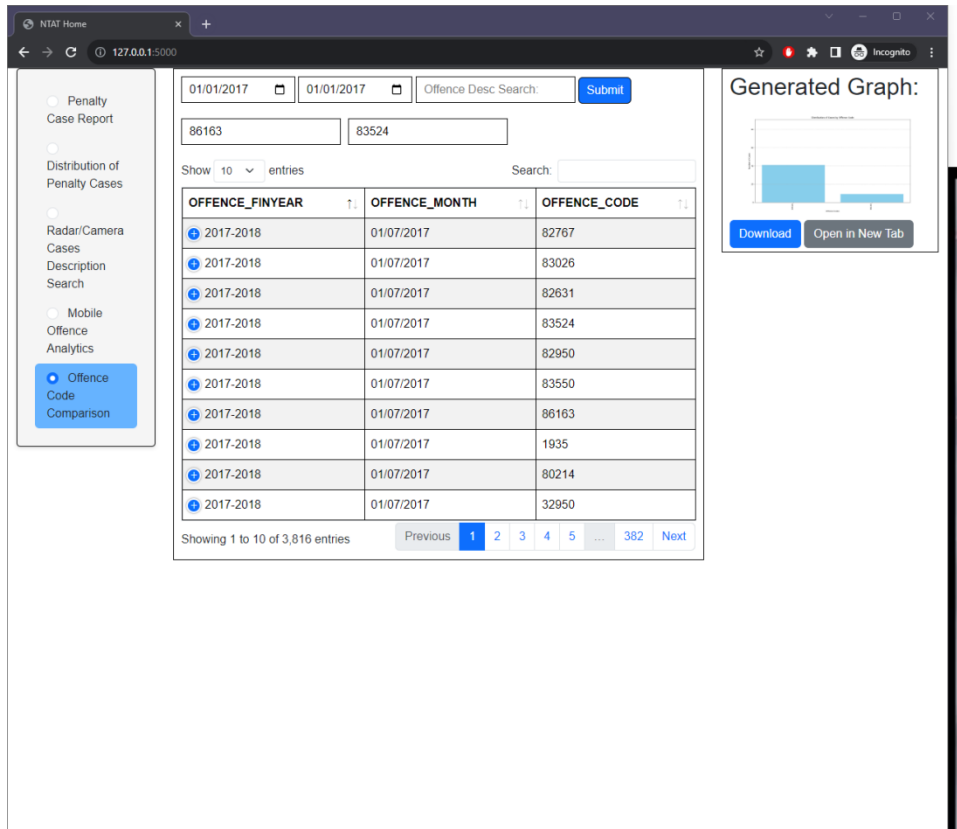 NTAT Home
127.0.0.1:5000
Incognito
Penalty
Case Report
Distribution of
Penalty Cases
Radar/Camera
Cases
Description
Search
Mobile
Offence
Analytics
Offence
Code
Comparison
01/01/2017 01/01/2017 Offence Desc Search: Submit
86163 83524
Show 10 entries Search:
OFFENCE_FINYEAR OFFENCE_MONTH OFFENCE_CODE
2017-2018 01/07/2017 82767
2017-2018 01/07/2017 83026
2017-2018 01/07/2017 82631
2017-2018 01/07/2017 83524
2017-2018 01/07/2017 82950
2017-2018 01/07/2017 83550
2017-2018 01/07/2017 86163
2017-2018 01/07/2017 1935
2017-2018 01/07/2017 80214
2017-2018 01/07/2017 32950
Showing 1 to 10 of 3,816 entries Previous 1 2 3 4 5 ... 382 Next
Generated Graph:
Download Open in New Tab